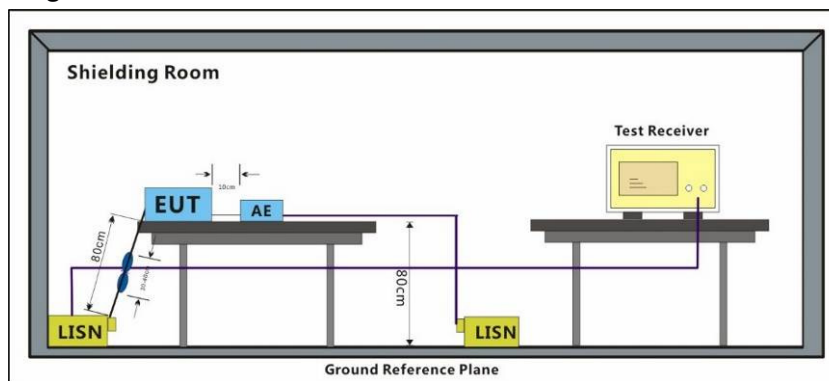 Shielding Room
Test Receiver
10cm
EUT
AE
80cm
80cm
LISN
LISN
Ground Reference Plane